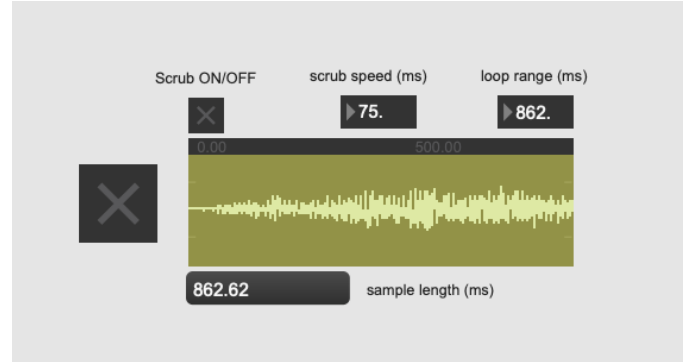 Scrub ON/OFF
scrub speed (ms)
loop range (ms)
75.
862.
0.00
500.00
862.62
sample length (ms)